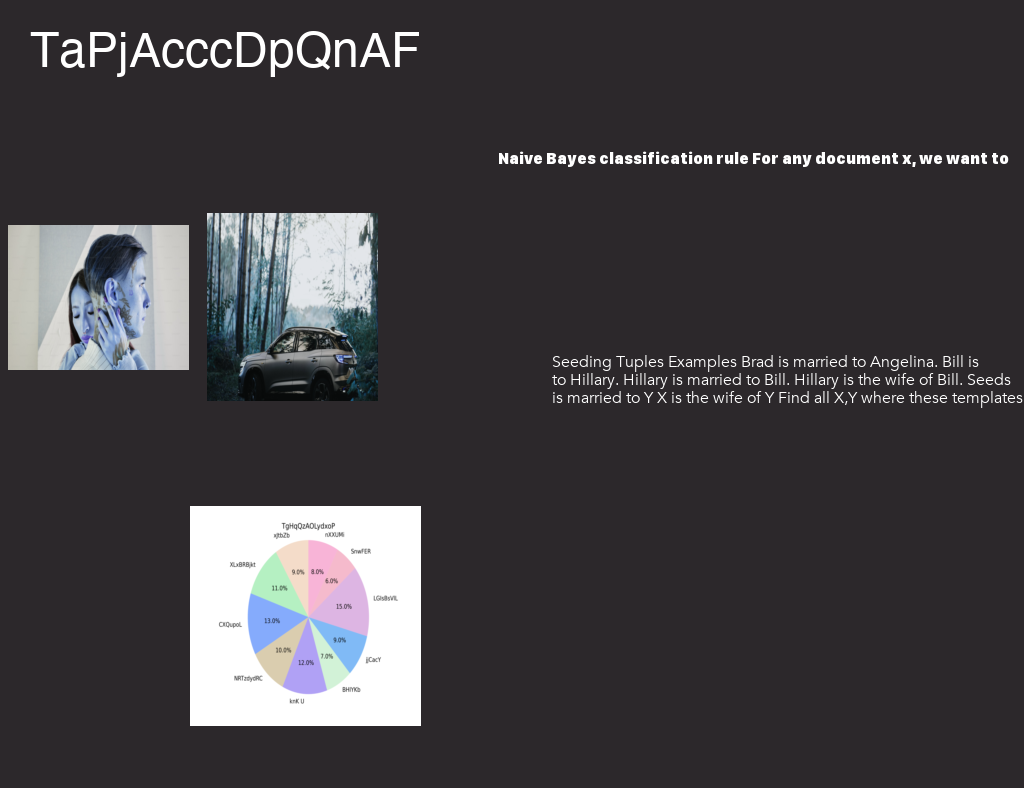 TaPjAcccDpQnAF
Naive Bayes classification rule For any document x, we want to
Seeding Tuples Examples Brad is married to Angelina. Bill is
to Hillary. Hillary is married to Bill. Hillary is the wife of Bill. Seeds
is married to Y X is the wife of Y Find all X,Y where these templates
TgHqQzAOLydxoP
xJtbZb
nXXUMi
SnwFER
XLxBRBJkt
9.0%
8.0%
6.0%
11.0%
LGlsBsVlL
15.0%
CXQupoL
13.0%
9.0%
10.0%
7.0%
12.0%
jjCacY
NRTzdydRC
BHIYKb
knK U